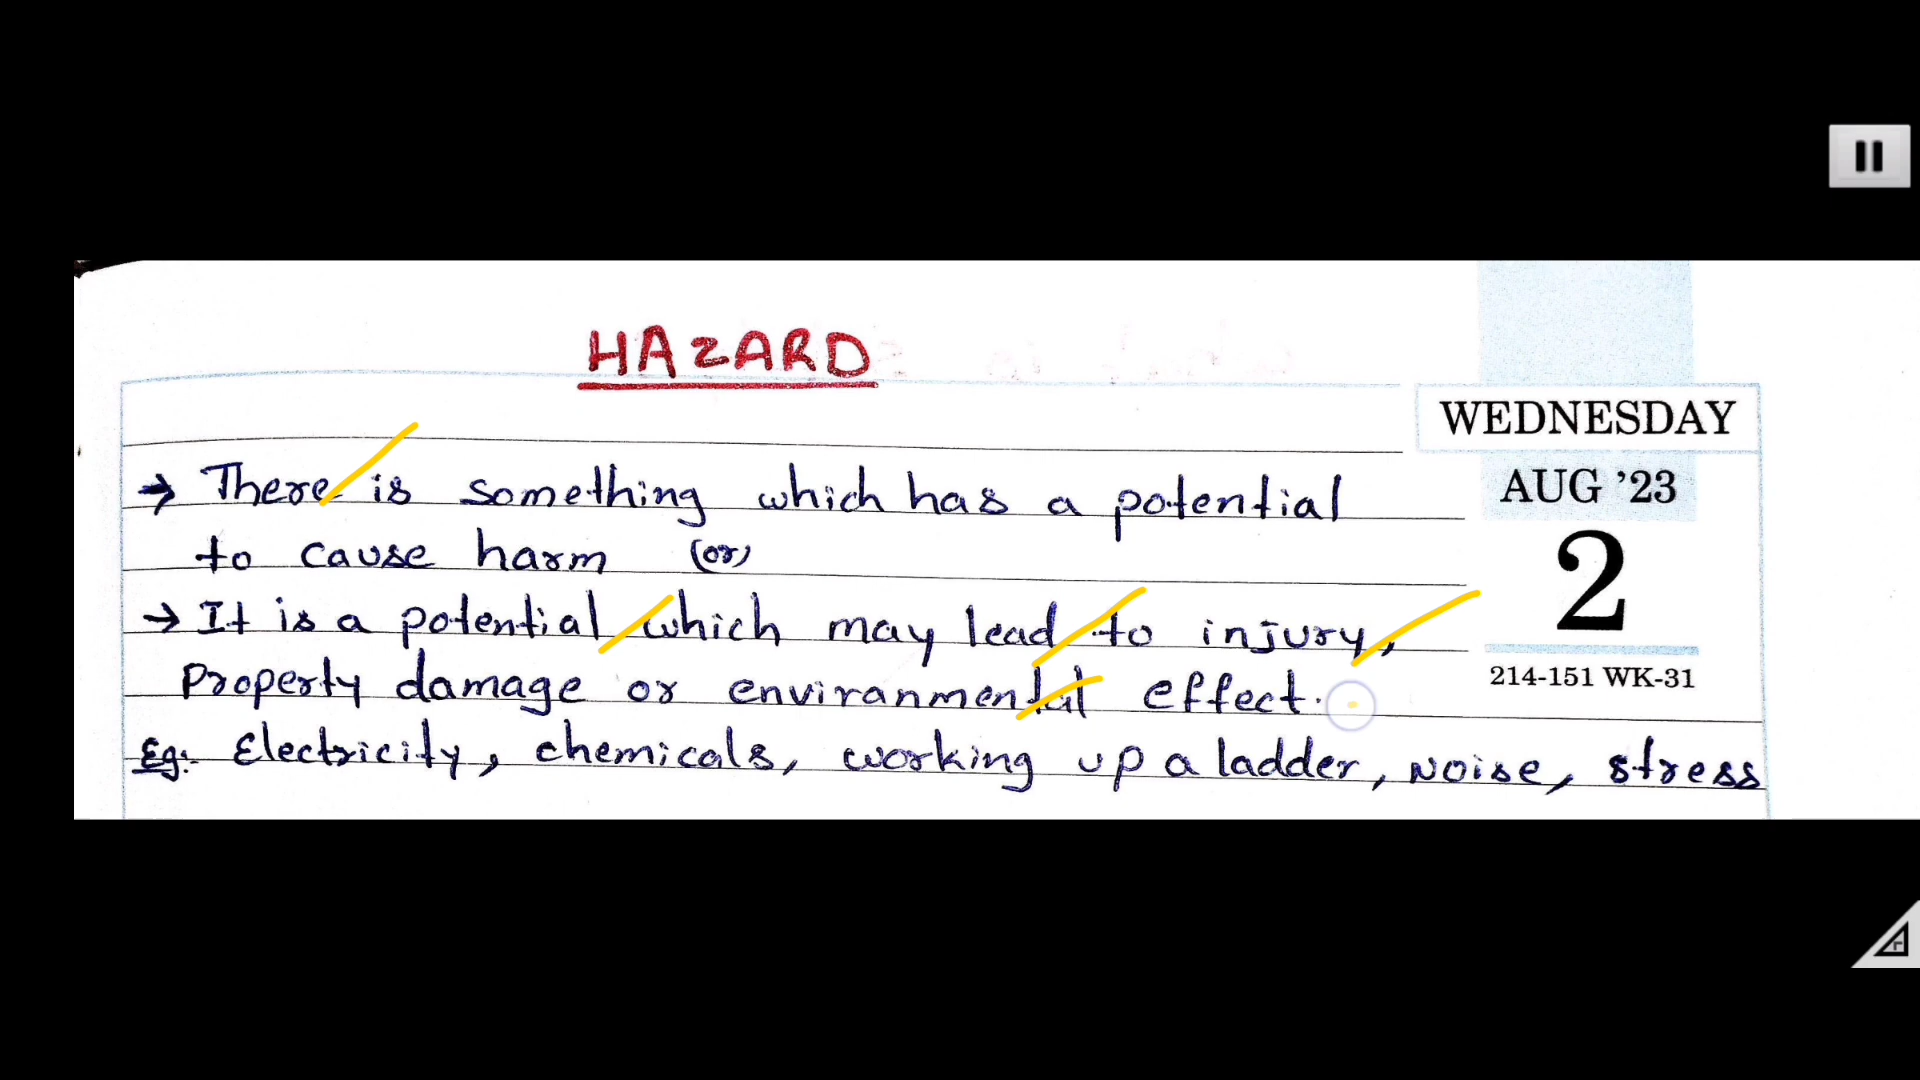 HAZARD
WEDNESDAY
→ There is something which has a potential
AUG '23
to cause harm (or)
2
→ It is a potential which may lead to injury,
214-151 WK-31
Property damage or enviranmental effect.
Eg:- Electricity, chemicals, working up a ladder, Noise, stress